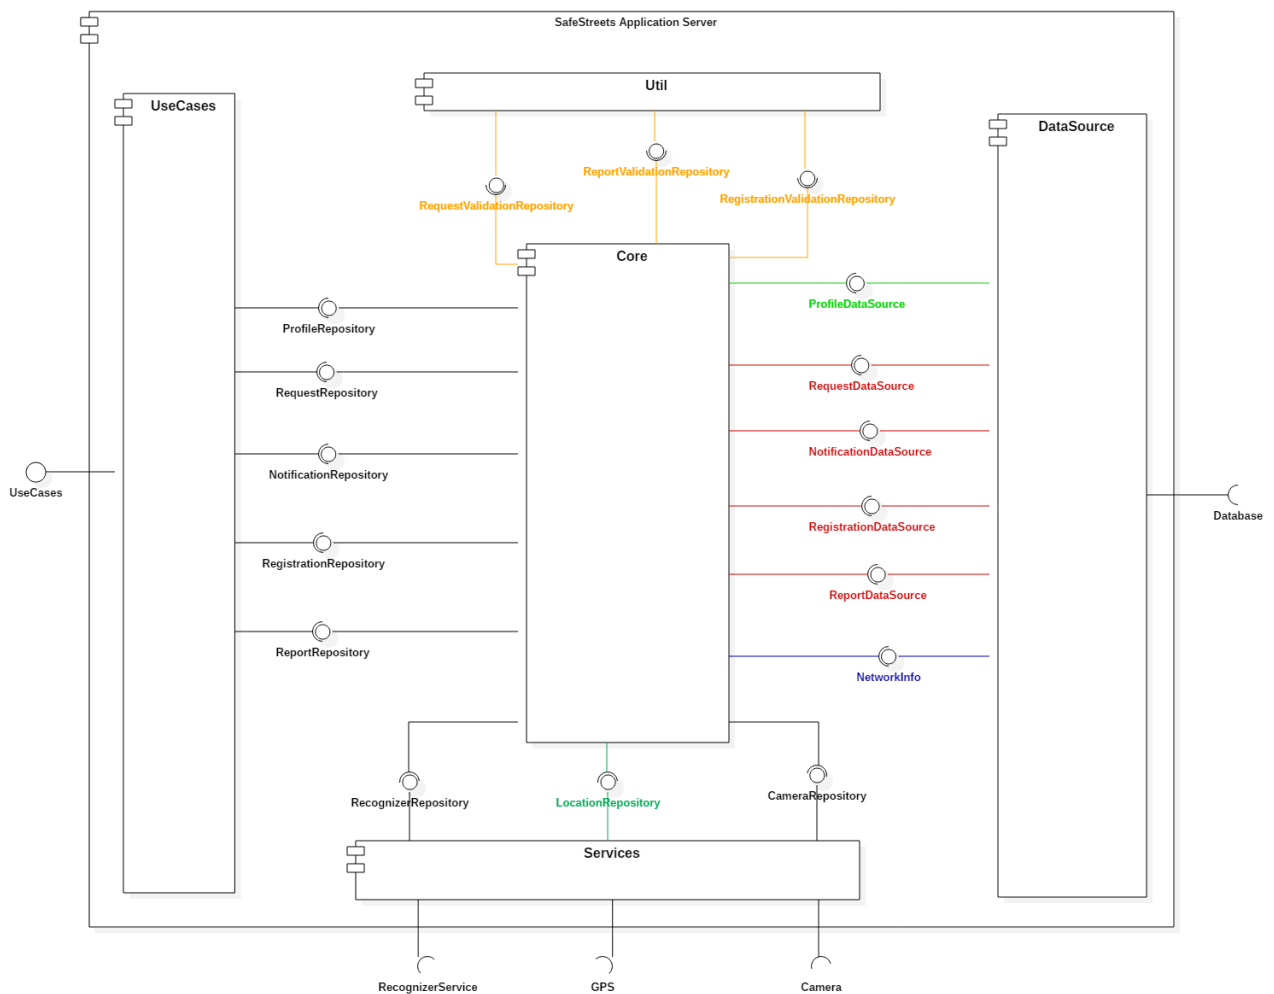 SafeStreets Application Server
Util
UseCases
DataSource
ReportValidationRepository
RequestValidationRepository
RegistrationValidationRepository
Core
ProfileDataSource
ProfileRepository
RequestDataSource
RequestRepository
NotificationDataSource
NotificationRepository
UseCases
Database
RegistrationDataSource
RegistrationRepository
ReportDataSource
ReportRepository
NetworkInfo
RecognizerRepository
LocationRepository
CameraRepository
Services
RecognizerService
GPS
Camera